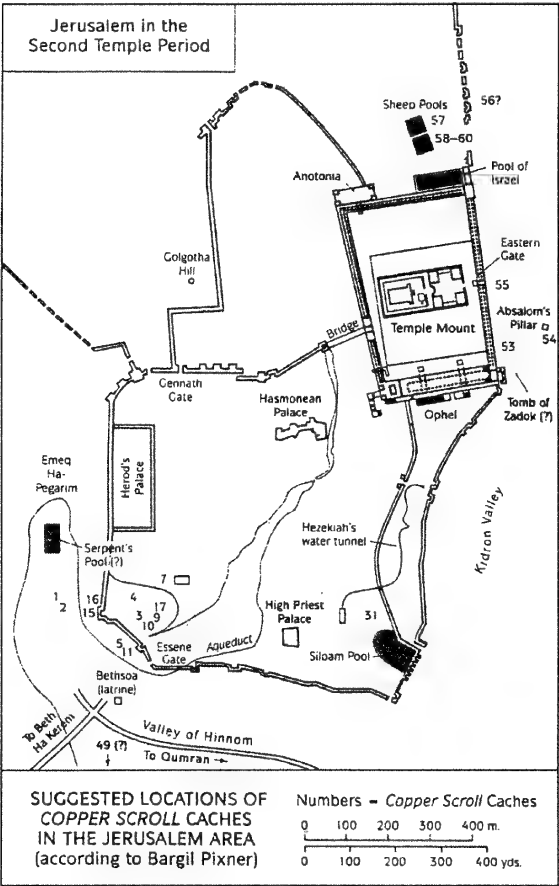 Jerusalem in the
Second Temple Period
Sheep Pools
56?
57
58–60
Pool of
Israel
Anotonia
Golgotha
Hill
Eastern
Gate
55
Absalom's
Pillar
54
Temple Mount
Bridge
53
Gennath
Gate
Hasmonean
Palace
Ophel
Tomb of
Zadok (?)
Emeq
Ha-
Pegarim
Herod's
Palace
Hezekiah's
water tunnel
Kidron Valley
Serpent's
Pool (?)
7
1
2
16
15
4
3
17
9
10
High Priest
Palace
31
5
11
Essene
Gate
Aqueduct
Siloam Pool
Bethsoa
(latrine)
To Beth
Ha Kerem
Valley of Hinnom
49 (?)
To Qumran →
SUGGESTED LOCATIONS OF
COPPER SCROLL CACHES
IN THE JERUSALEM AREA
(according to Bargil Pixner)
Numbers – Copper Scroll Caches
0 100 200 300 400 m.
0 100 200 300 400 yds.